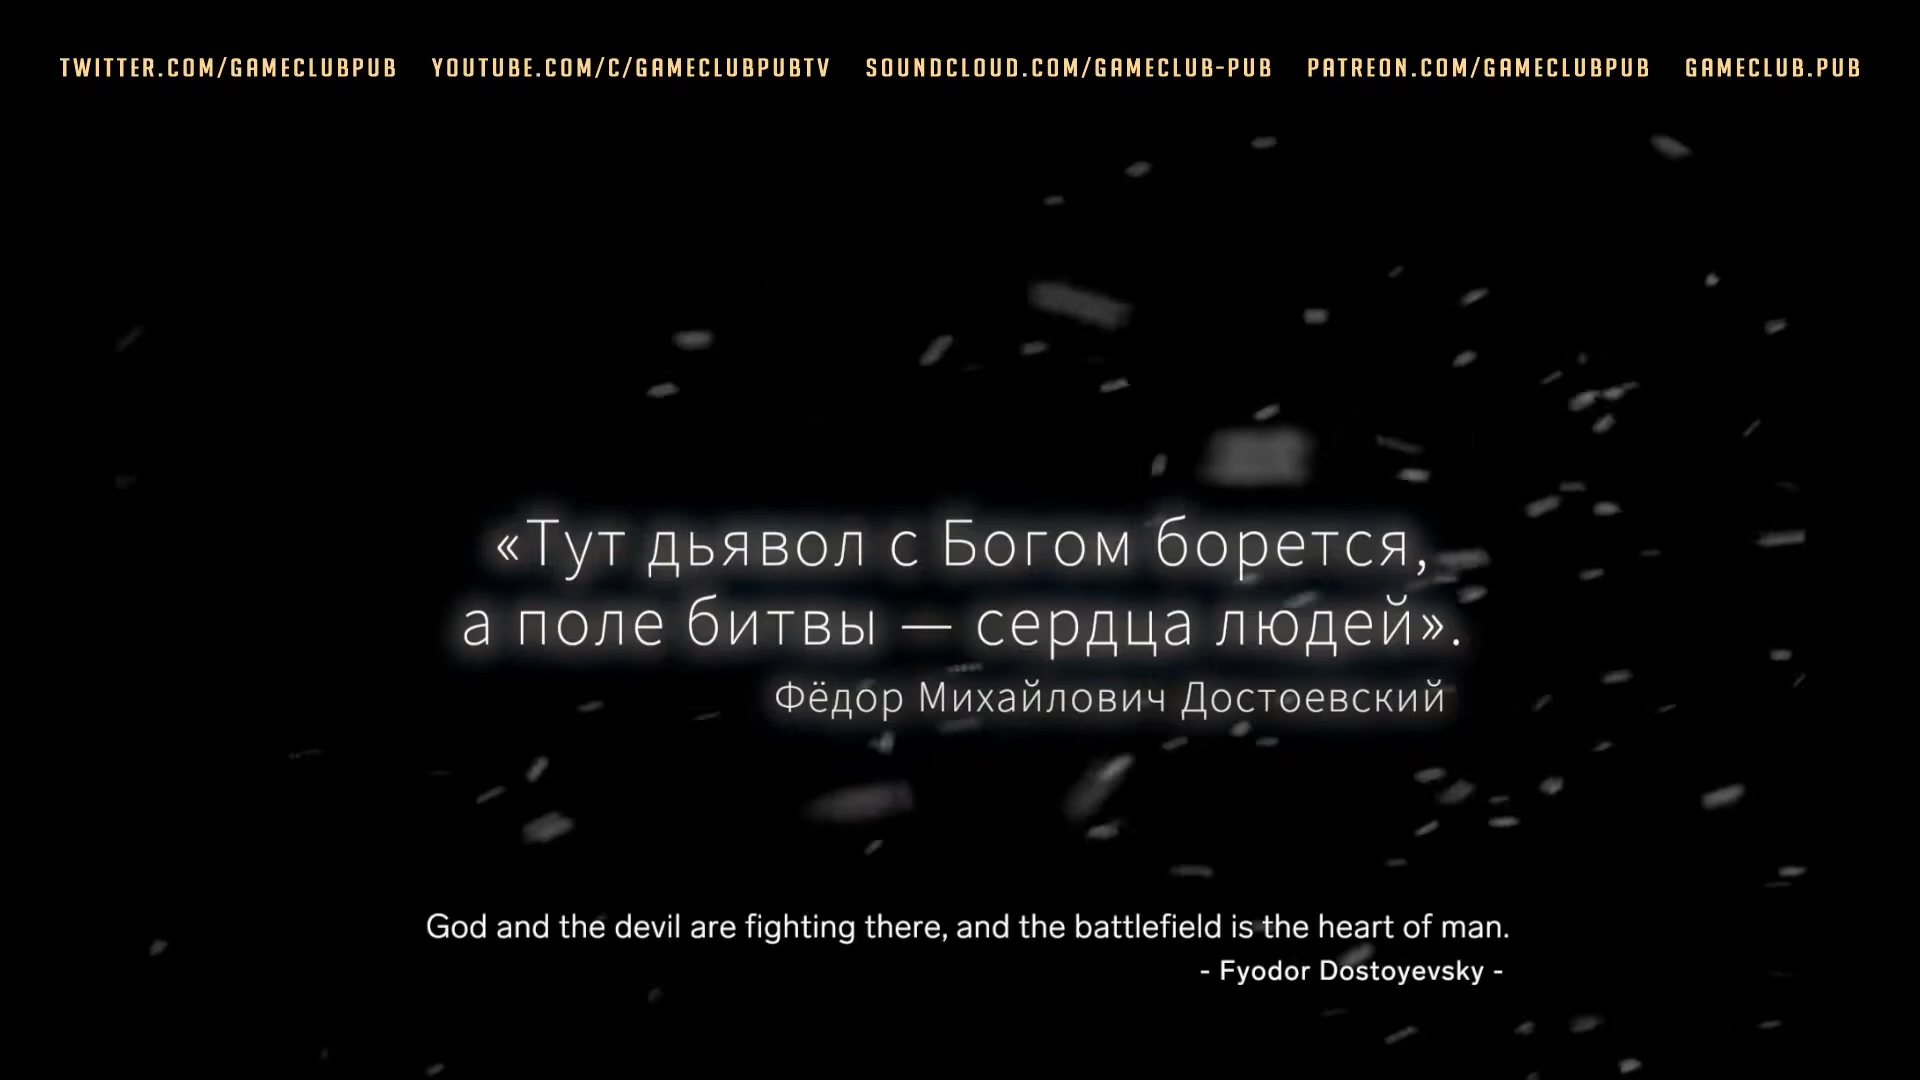 TWITTER.COM/GAMECLUBPUB YOUTUBE.COM/C/GAMECLUBPUBTV SOUNDCLOUD.COM/GAMECLUB-PUB PATREON.COM/GAMECLUBPUB GAMECLUB.PUB
«Тут дьявол с Богом борется,
а поле битвы — сердца людей».
Фёдор Михайлович Достоевский
God and the devil are fighting there, and the battlefield is the heart of man.
- Fyodor Dostoyevsky -